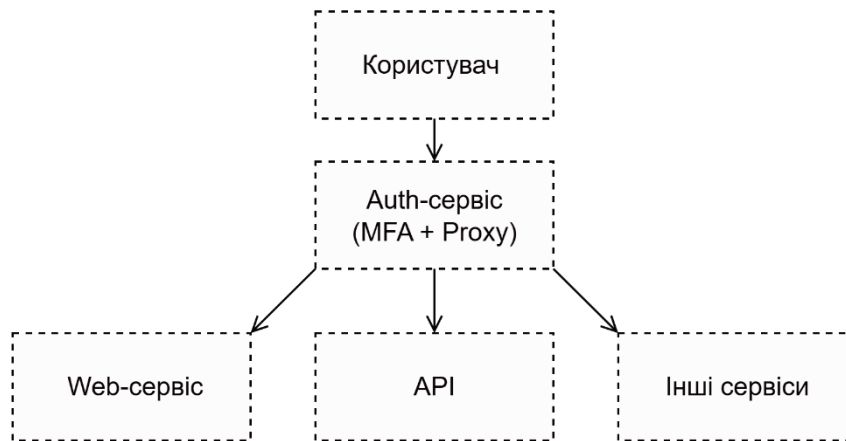 Користувач
Auth-сервіс
(MFA + Proxy)
Web-сервіс
API
Інші сервіси